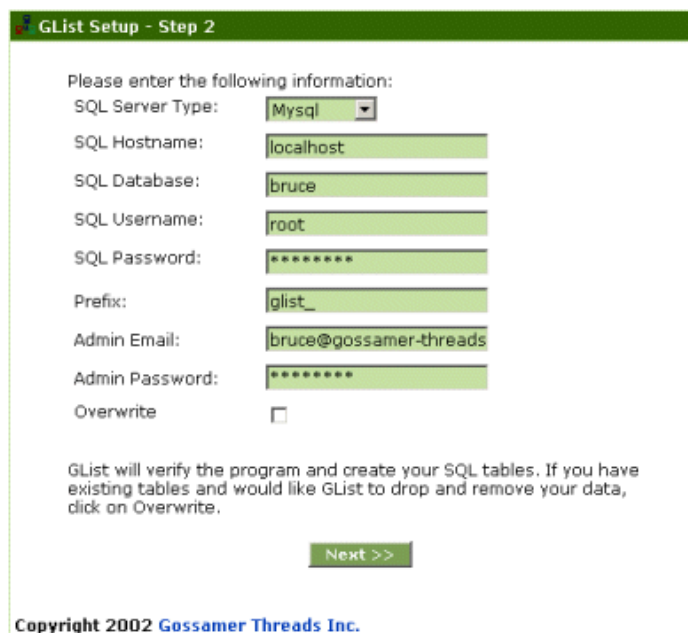 GList Setup - Step 2
Please enter the following information:
SQL Server Type: Mysql
SQL Hostname: localhost
SQL Database: bruce
SQL Username: root
SQL Password: ********
Prefix: glist_
Admin Email: bruce@gossamer-threads
Admin Password: ********
Overwrite
GList will verify the program and create your SQL tables. If you have
existing tables and would like GList to drop and remove your data,
click on Overwrite.
Next >>
Copyright 2002 Gossamer Threads Inc.